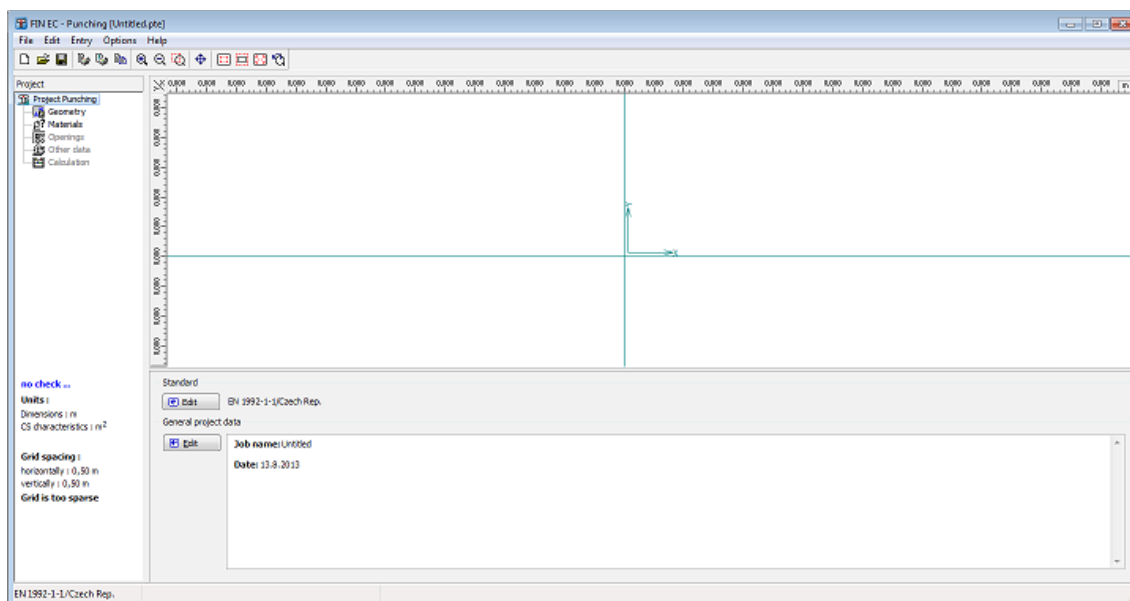 FIN EC - Punching [Untitled.pte]
File Edit Entry Options Help
Project
Project Punching
Geometry
Materials
Openings
Other data
Calculation
m
Y
X
no check ...
Units :
Dimensions : m
CS characteristics : m²
Grid spacing :
horizontally : 0,50 m
vertically : 0,50 m
Grid is too sparse
Standard
Edit EN 1992-1-1/Czech Rep.
General project data
Edit
Job name: Untitled
Date: 13.8.2013
EN 1992-1-1/Czech Rep.